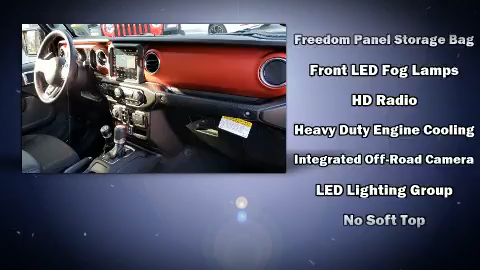 Freedom Panel Storage Bag
Front LED Fog Lamps
HD Radio
Heavy Duty Engine Cooling
Integrated Off-Road Camera
LED Lighting Group
No Soft Top